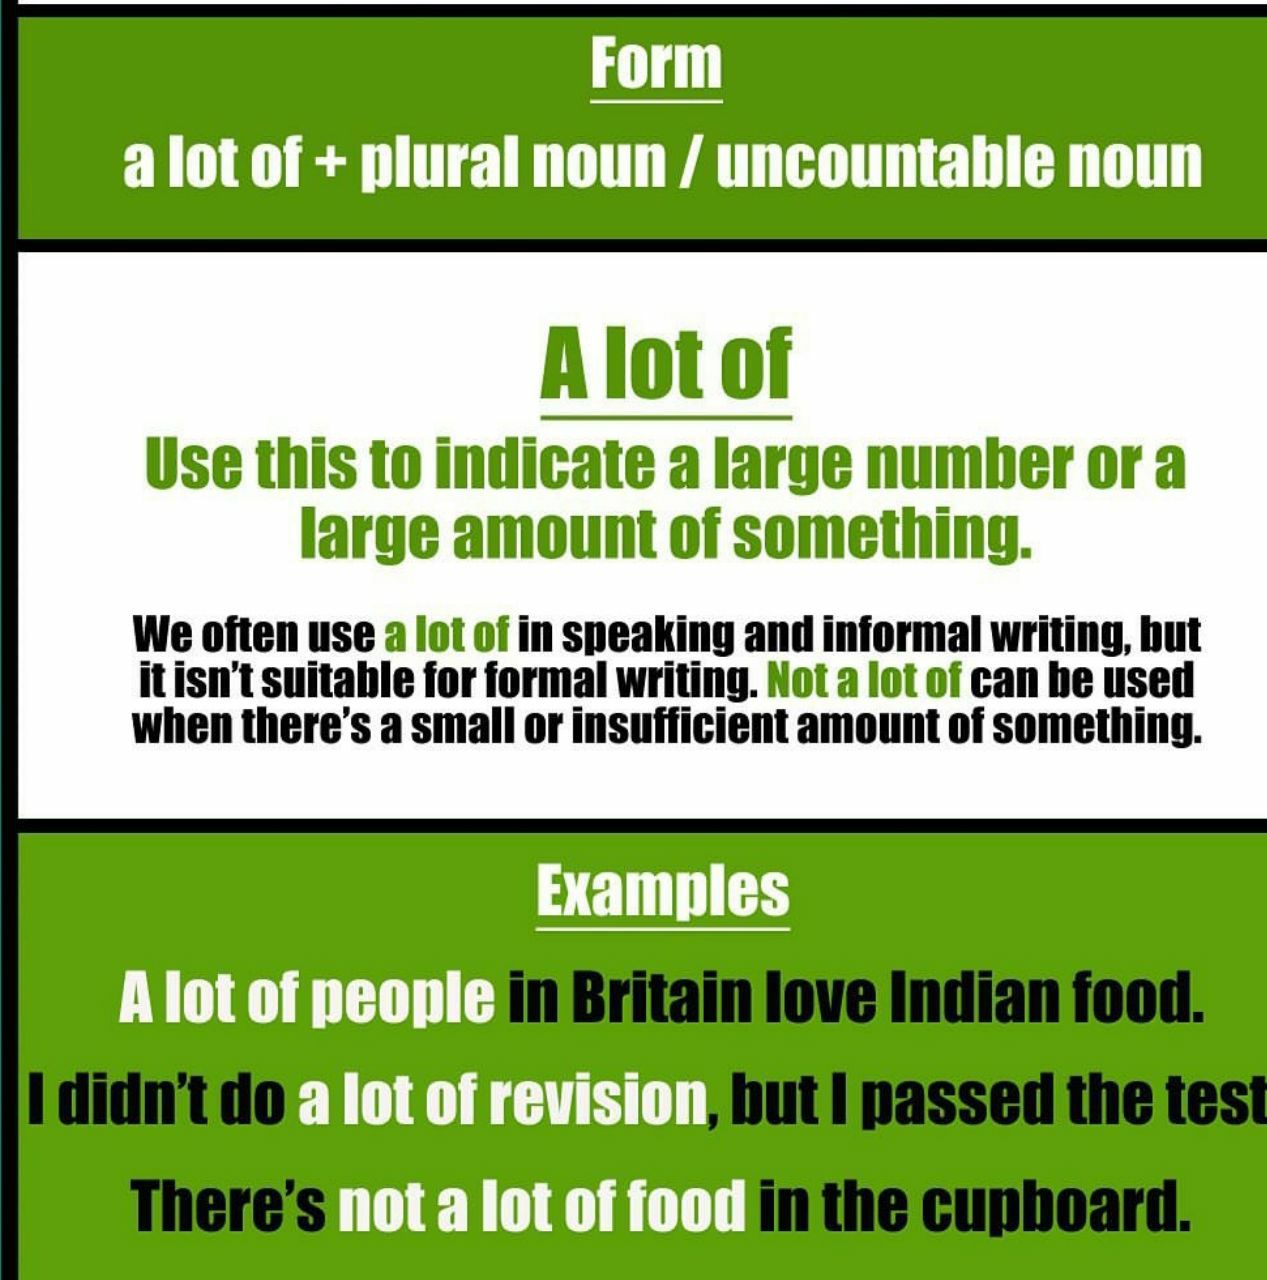 Form
a lot of + plural noun / uncountable noun
A lot of
Use this to indicate a large number or a
large amount of something.
We often use a lot of in speaking and informal writing, but
it isn't suitable for formal writing. Not a lot of can be used
when there's a small or insufficient amount of something.
Examples
A lot of people in Britain love Indian food.
I didn't do a lot of revision, but I passed the test
There's not a lot of food in the cupboard.